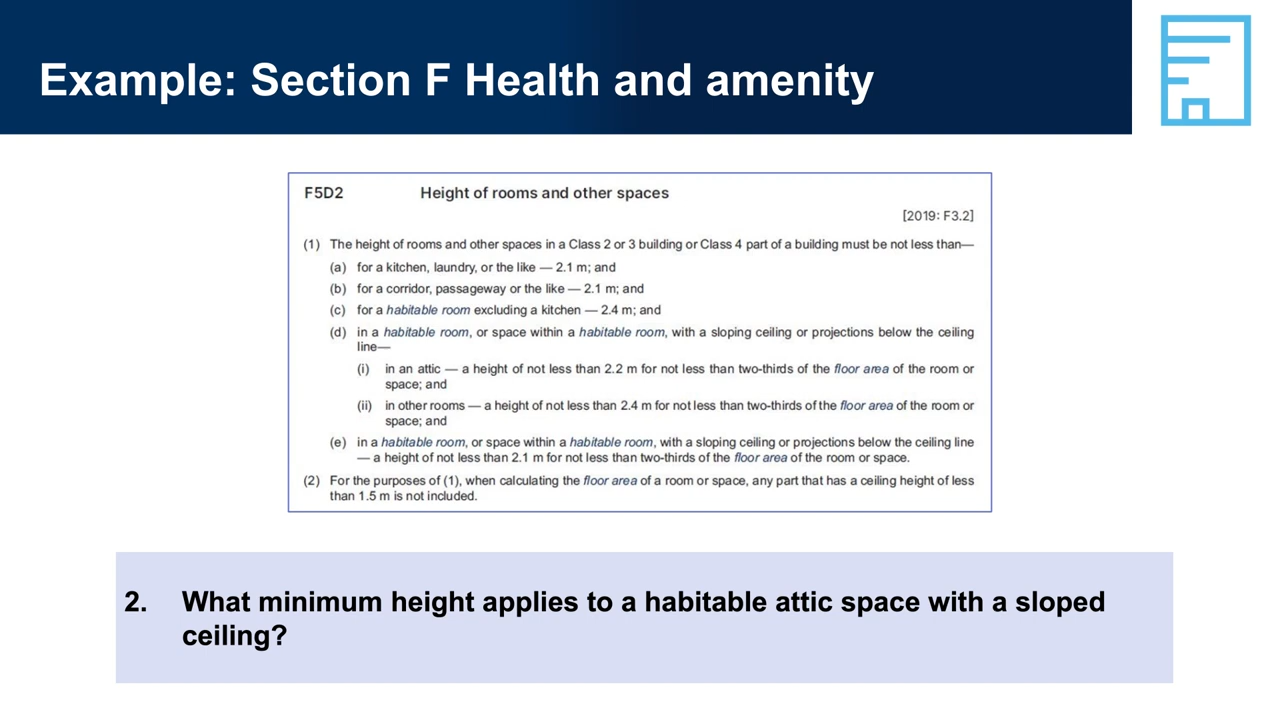 Example: Section F Health and amenity
F5D2 Height of rooms and other spaces
[2019: F3.2]
(1) The height of rooms and other spaces in a Class 2 or 3 building or Class 4 part of a building must be not less than—
(a) for a kitchen, laundry, or the like — 2.1 m; and
(b) for a corridor, passageway or the like — 2.1 m; and
(c) for a habitable room excluding a kitchen — 2.4 m; and
(d) in a habitable room, or space within a habitable room, with a sloping ceiling or projections below the ceiling
line—
(i) in an attic — a height of not less than 2.2 m for not less than two-thirds of the floor area of the room or
space; and
(ii) in other rooms — a height of not less than 2.4 m for not less than two-thirds of the floor area of the room or
space; and
(e) in a habitable room, or space within a habitable room, with a sloping ceiling or projections below the ceiling line
— a height of not less than 2.1 m for not less than two-thirds of the floor area of the room or space.
(2) For the purposes of (1), when calculating the floor area of a room or space, any part that has a ceiling height of less
than 1.5 m is not included.
2. What minimum height applies to a habitable attic space with a sloped
ceiling?